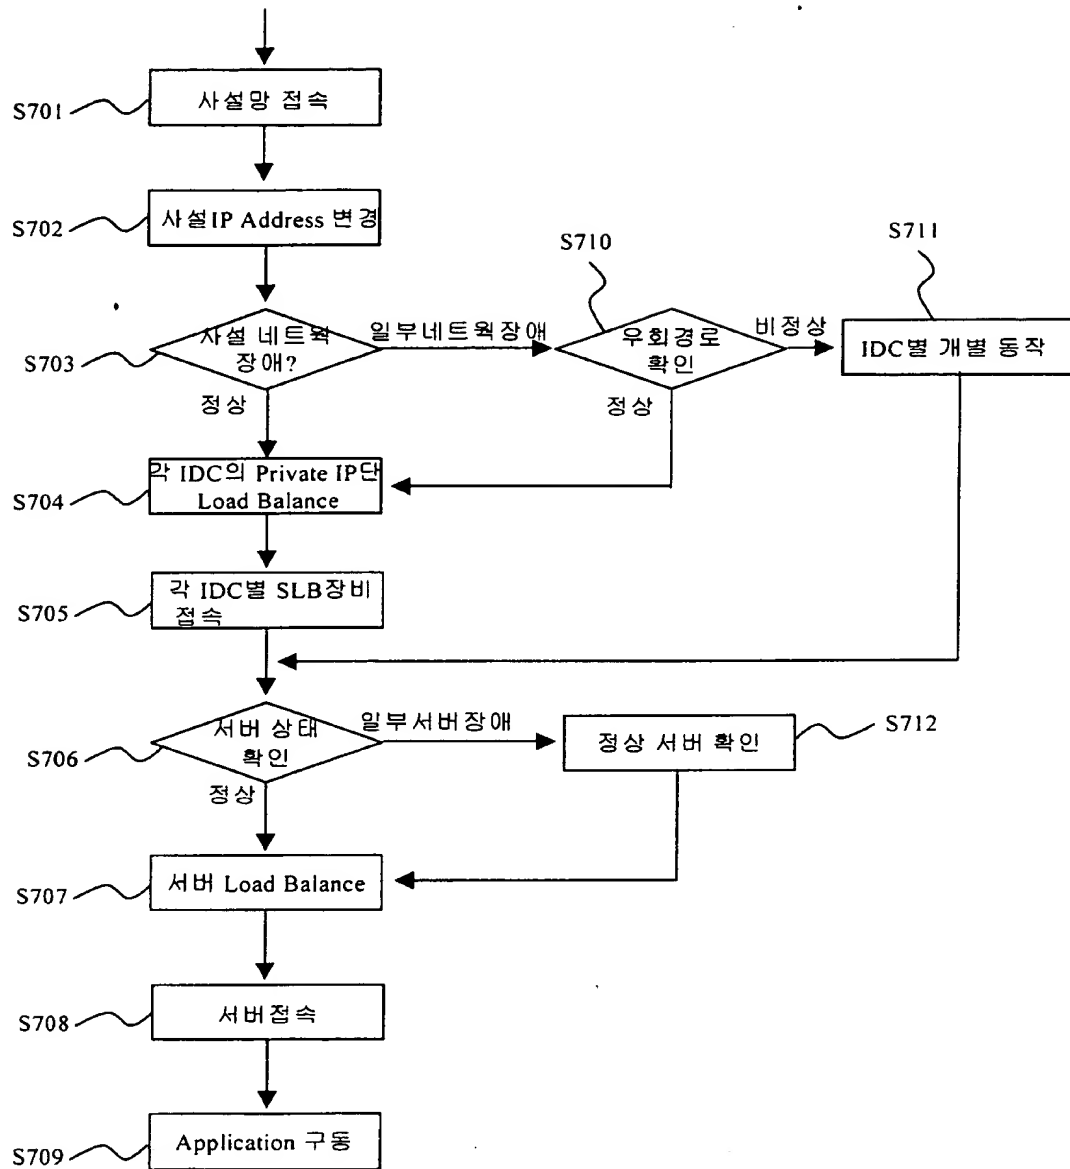 S701
사설망 접속
S702
사설IP Address 변경
S710
S711
S703
사설 네트웍
장애?
일부네트웍장애
우회경로
확인
비정상
IDC별 개별 동작
정상
정상
S704
각 IDC의 Private IP단
Load Balance
S705
각 IDC별 SLB장비
접속
S706
서버 상태
확인
일부서버장애
정상 서버 확인
S712
정상
S707
서버 Load Balance
S708
서버접속
S709
Application 구동